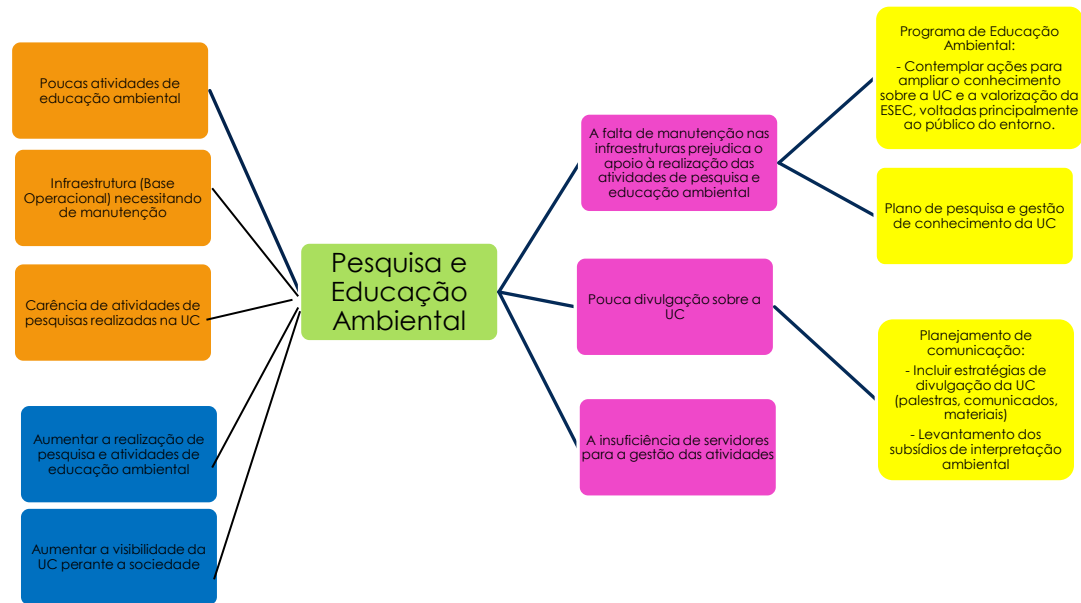 Poucas atividades de
educação ambiental
Infraestrutura (Base
Operacional) necessitando
de manutenção
Carência de atividades de
pesquisas realizadas na UC
Aumentar a realização de
pesquisa e atividades de
educação ambiental
Aumentar a visibilidade da
UC perante a sociedade
Pesquisa e
Educação
Ambiental
A falta de manutenção nas
infraestruturas prejudica o
apoio à realização das
atividades de pesquisa e
educação ambiental
Pouca divulgação sobre a
UC
A insuficiência de servidores
para a gestão das atividades
Programa de Educação
Ambiental:
- Contemplar ações para
ampliar o conhecimento
sobre a UC e a valorização da
ESEC, voltadas principalmente
ao público do entorno.
Plano de pesquisa e gestão
de conhecimento da UC
Planejamento de
comunicação:
- Incluir estratégias de
divulgação da UC
(palestras, comunicados,
materiais)
- Levantamento dos
subsídios de interpretação
ambiental